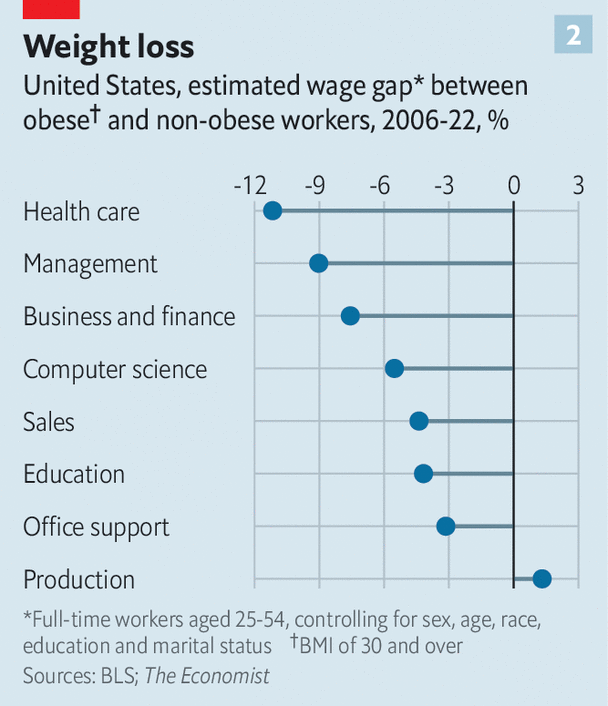 2
Weight loss
United States, estimated wage gap* between
obese† and non-obese workers, 2006-22, %
-12 -9 -6 -3 0 3
Health care
Management
Business and finance
Computer science
Sales
Education
Office support
Production
*Full-time workers aged 25-54, controlling for sex, age, race,
education and marital status †BMI of 30 and over
Sources: BLS; The Economist